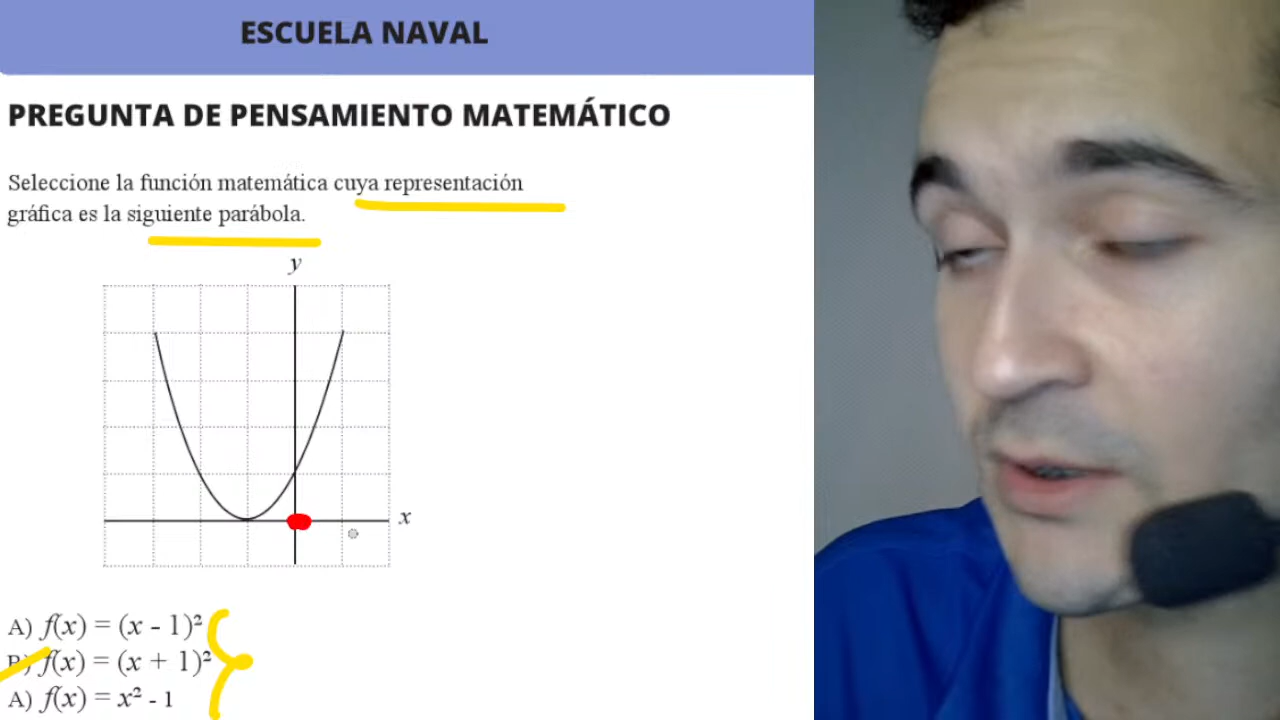 ESCUELA NAVAL
PREGUNTA DE PENSAMIENTO MATEMÁTICO
Seleccione la función matemática cuya representación
gráfica es la siguiente parábola.
y
x
A) f(x) = (x - 1)²
B) f(x) = (x + 1)²
A) f(x) = x² - 1